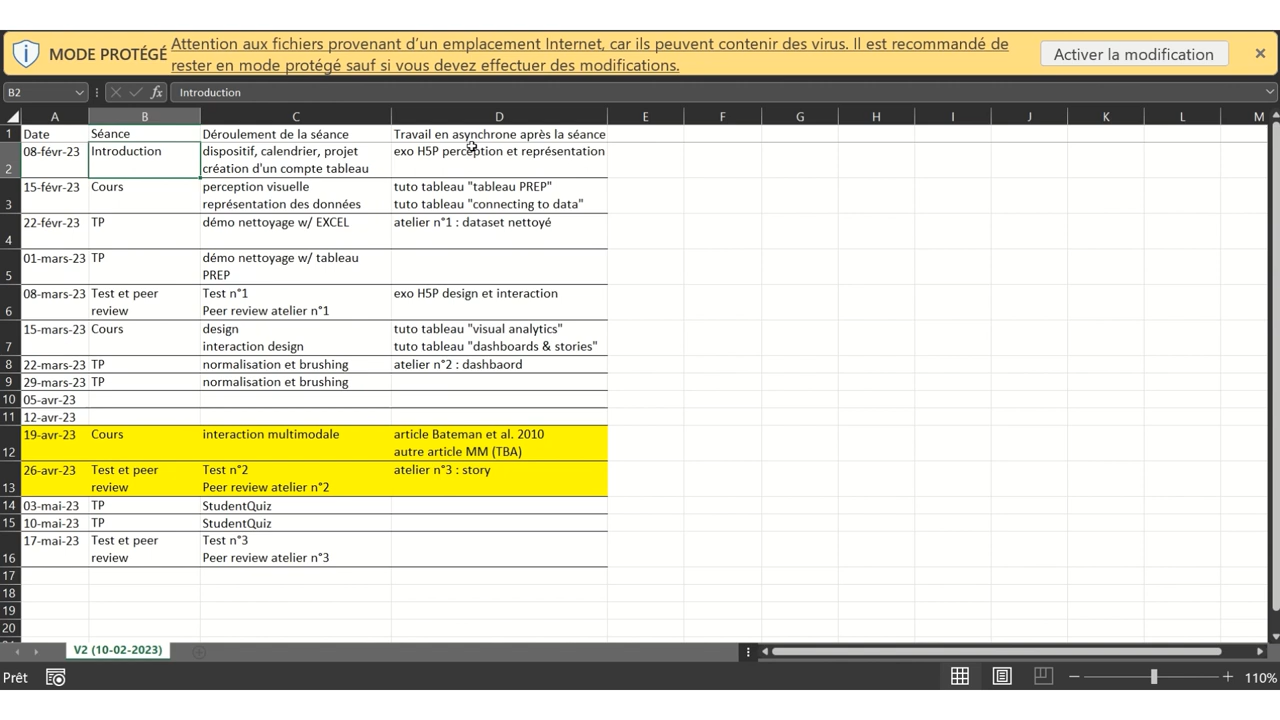 MODE PROTÉGÉ Attention aux fichiers provenant d’un emplacement Internet, car ils peuvent contenir des virus. Il est recommandé de
rester en mode protégé sauf si vous devez effectuer des modifications.
Activer la modification
B2 fx Introduction
A B C D E F G H I J K L M
1 Date Séance Déroulement de la séance Travail en asynchrone après la séance
08-févr-23 Introduction dispositif, calendrier, projet exo H5P perception et représentation
2 création d'un compte tableau
15-févr-23 Cours perception visuelle tuto tableau "tableau PREP"
3 représentation des données tuto tableau "connecting to data"
22-févr-23 TP démo nettoyage w/ EXCEL atelier n°1 : dataset nettoyé
4
01-mars-23 TP démo nettoyage w/ tableau
5 PREP
08-mars-23 Test et peer Test n°1 exo H5P design et interaction
6 review Peer review atelier n°1
15-mars-23 Cours design tuto tableau "visual analytics"
7 interaction design tuto tableau "dashboards & stories"
8 22-mars-23 TP normalisation et brushing atelier n°2 : dashbaord
9 29-mars-23 TP normalisation et brushing
10 05-avr-23
11 12-avr-23
19-avr-23 Cours interaction multimodale article Bateman et al. 2010
12 autre article MM (TBA)
26-avr-23 Test et peer Test n°2 atelier n°3 : story
13 review Peer review atelier n°2
14 03-mai-23 TP StudentQuiz
15 10-mai-23 TP StudentQuiz
17-mai-23 Test et peer Test n°3
16 review Peer review atelier n°3
17
18
19
20
V2 (10-02-2023)
Prêt 110%